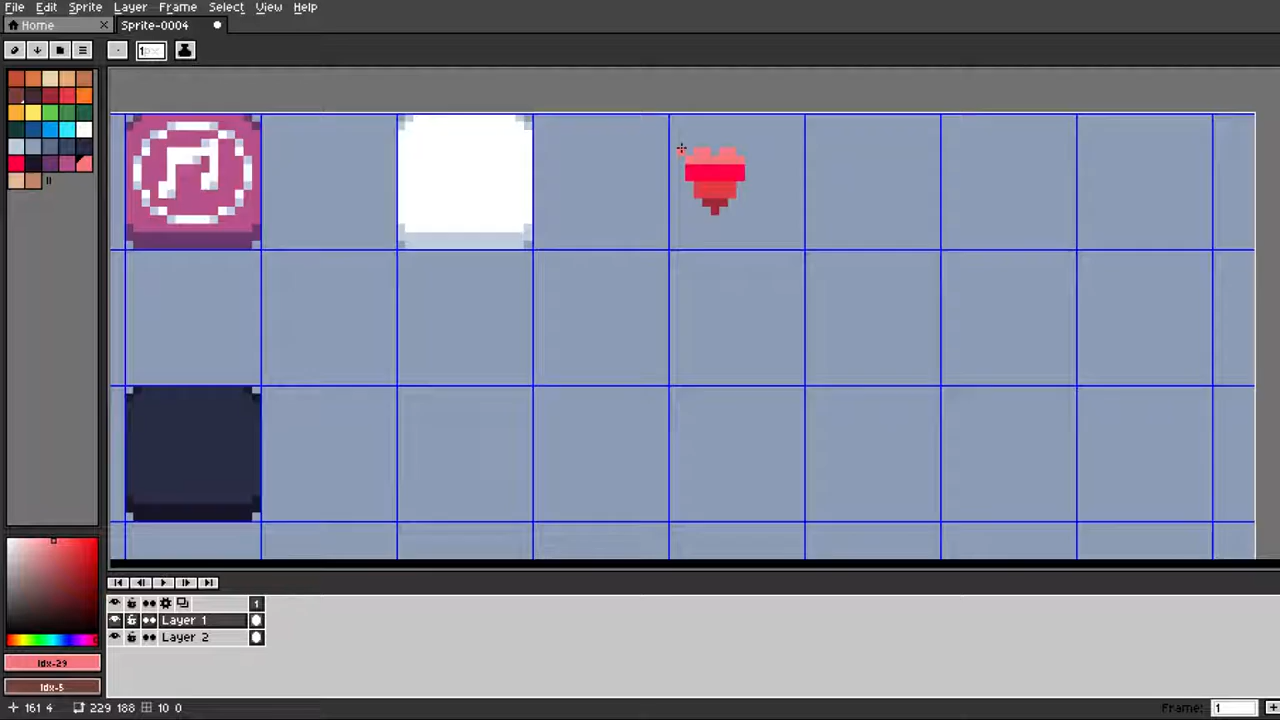 File Edit Sprite Layer Frame Select View Help
Home Sprite-0004
1px
1
Layer 1
Layer 2
Idx-29
Idx-5
161 4 229 188 10 0 Frame: 1